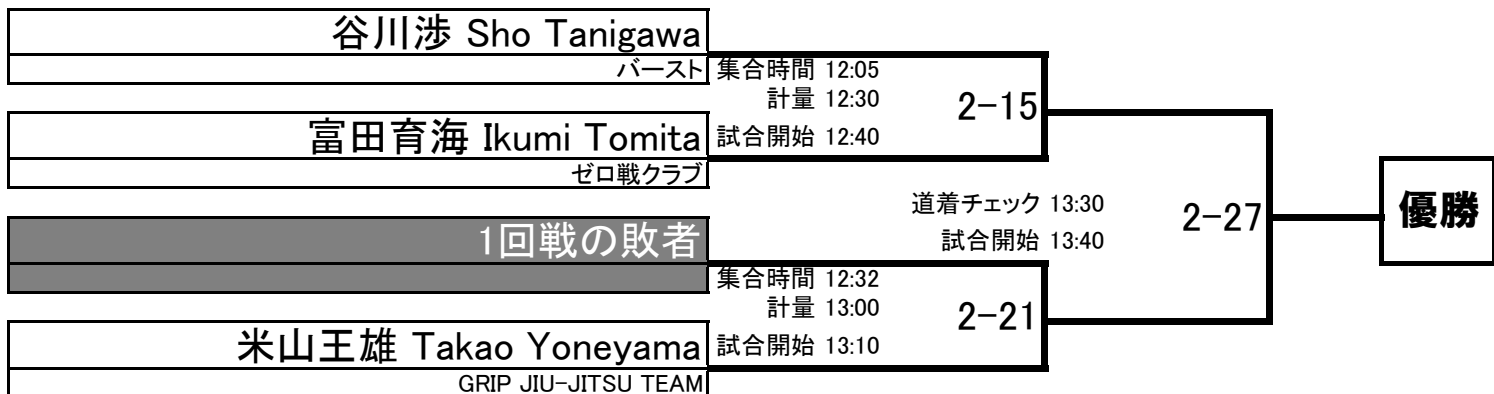 谷川渉 Sho Tanigawa
バースト
集合時間 12:05
計量 12:30
試合開始 12:40
2-15
富田育海 Ikumi Tomita
ゼロ戦クラブ
道着チェック 13:30
試合開始 13:40
2-27
優勝
1回戦の敗者
集合時間 12:32
計量 13:00
試合開始 13:10
2-21
米山王雄 Takao Yoneyama
GRIP JIU-JITSU TEAM